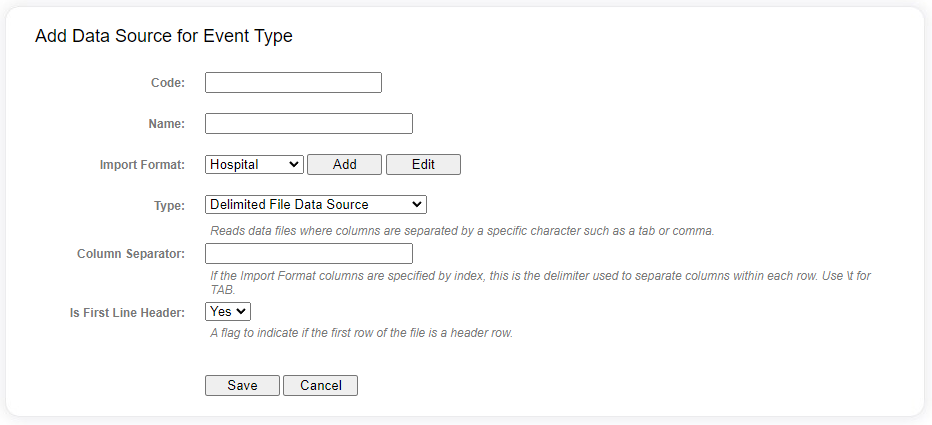 Add Data Source for Event Type
Code:
Name:
Import Format: Hospital Add Edit
Type: Delimited File Data Source
Reads data files where columns are separated by a specific character such as a tab or comma.
Column Separator:
If the Import Format columns are specified by index, this is the delimiter used to separate columns within each row. Use \t for
TAB.
Is First Line Header: Yes
A flag to indicate if the first row of the file is a header row.
Save Cancel